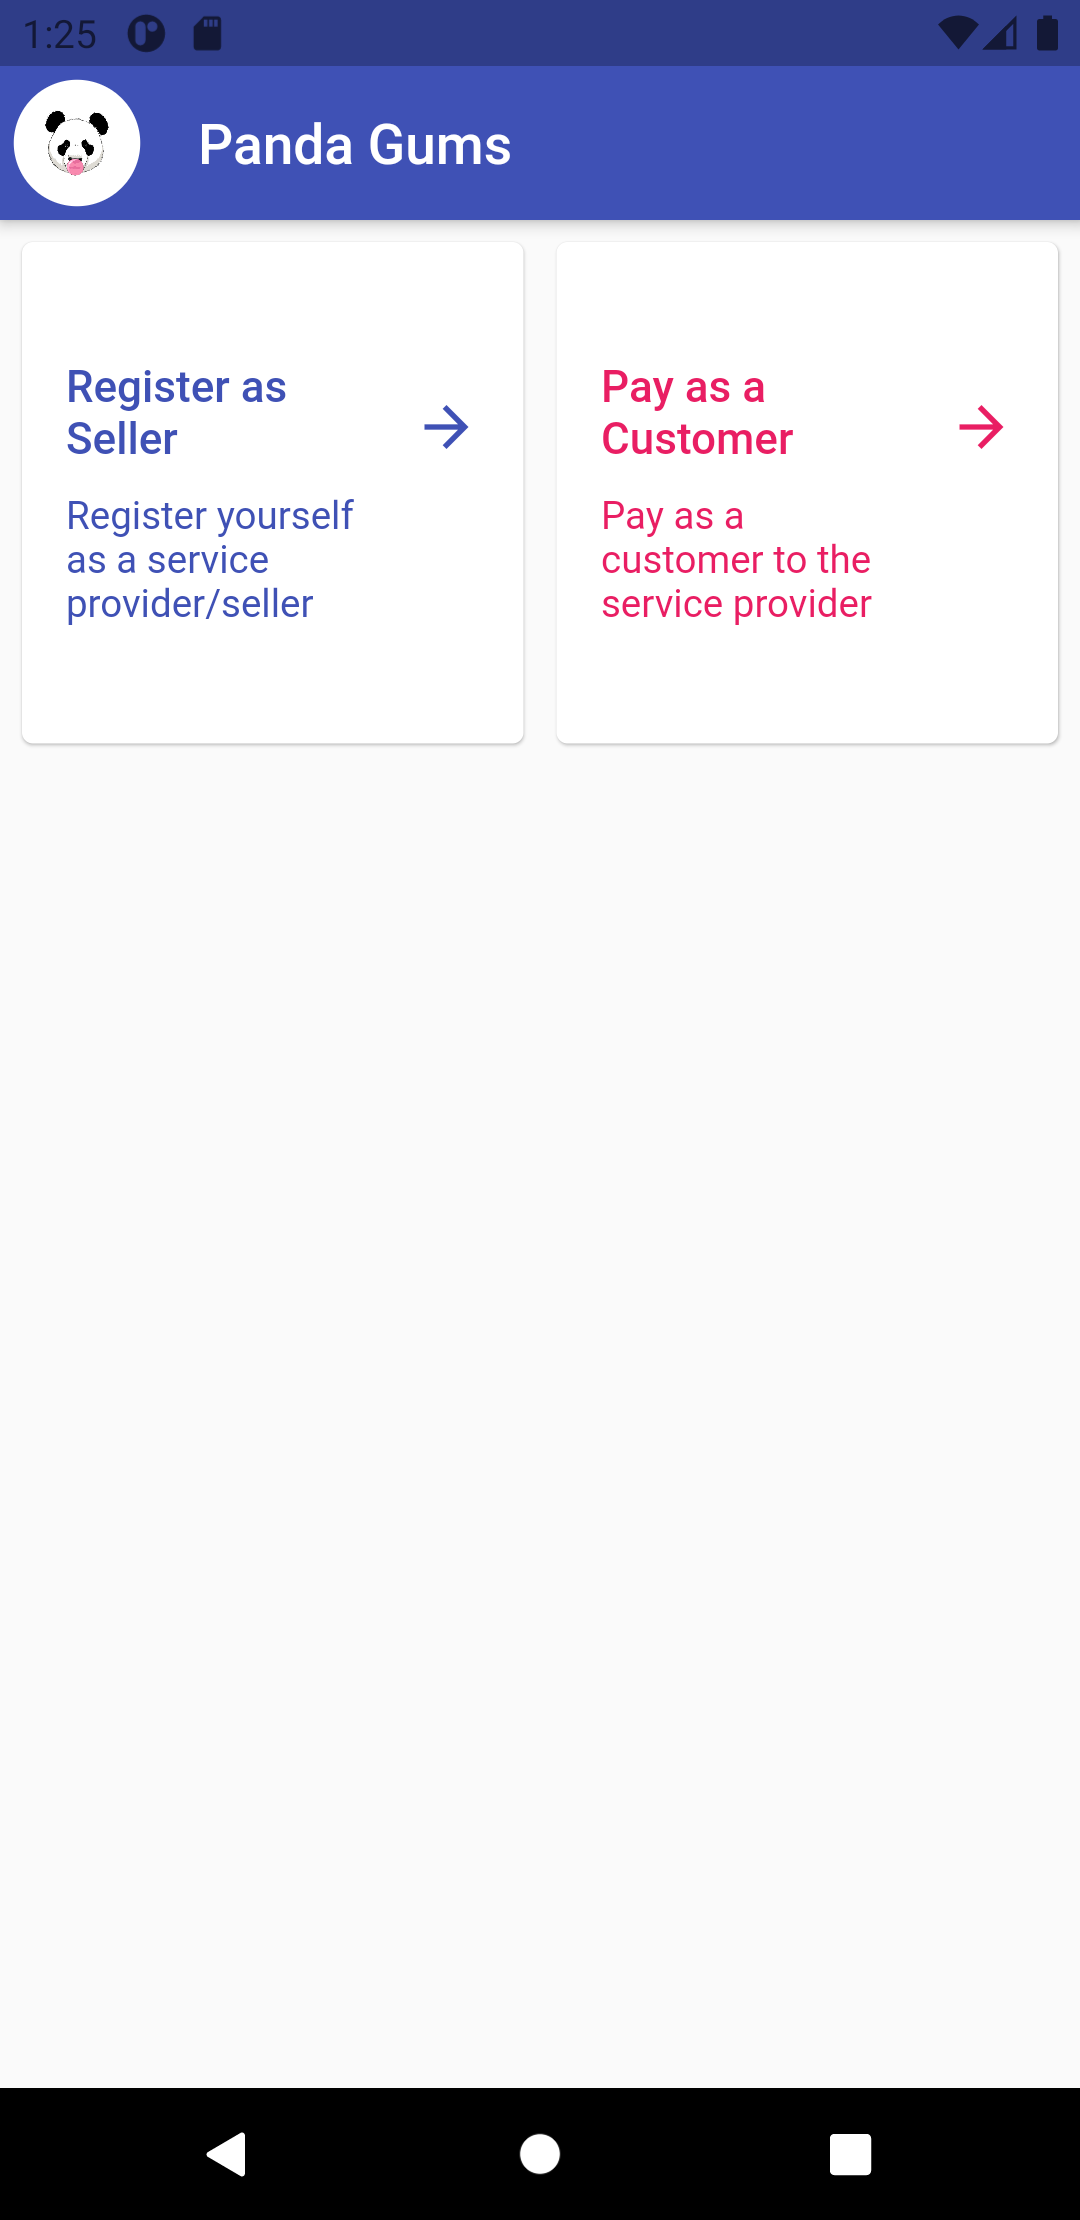 1:25
Panda Gums
Register as
Seller
Register yourself
as a service
provider/seller
Pay as a
Customer
Pay as a
customer to the
service provider